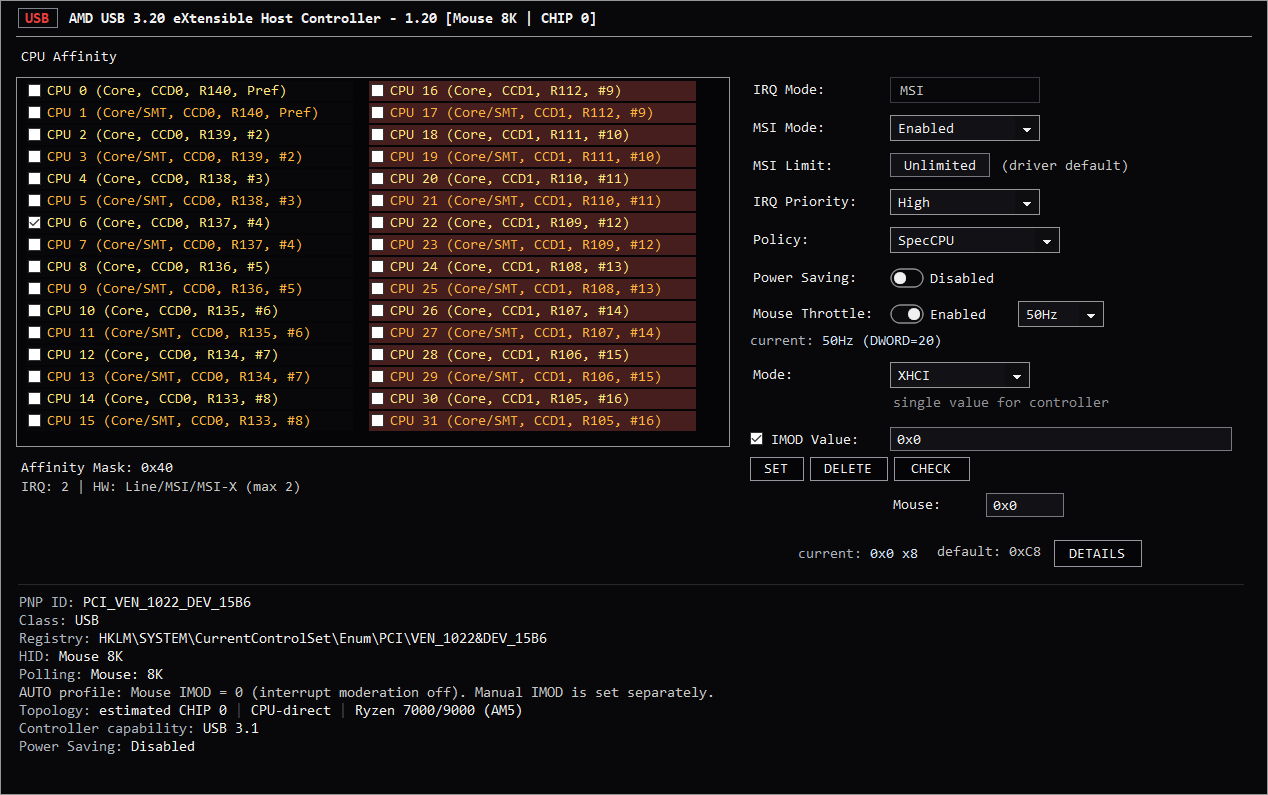 USB AMD USB 3.20 eXtensible Host Controller - 1.20 [Mouse 8K | CHIP 0]
CPU Affinity
CPU 0 (Core, CCD0, R140, Pref)
CPU 1 (Core/SMT, CCD0, R140, Pref)
CPU 2 (Core, CCD0, R139, #2)
CPU 3 (Core/SMT, CCD0, R139, #2)
CPU 4 (Core, CCD0, R138, #3)
CPU 5 (Core/SMT, CCD0, R138, #3)
CPU 6 (Core, CCD0, R137, #4)
CPU 7 (Core/SMT, CCD0, R137, #4)
CPU 8 (Core, CCD0, R136, #5)
CPU 9 (Core/SMT, CCD0, R136, #5)
CPU 10 (Core, CCD0, R135, #6)
CPU 11 (Core/SMT, CCD0, R135, #6)
CPU 12 (Core, CCD0, R134, #7)
CPU 13 (Core/SMT, CCD0, R134, #7)
CPU 14 (Core, CCD0, R133, #8)
CPU 15 (Core/SMT, CCD0, R133, #8)
CPU 16 (Core, CCD1, R112, #9)
CPU 17 (Core/SMT, CCD1, R112, #9)
CPU 18 (Core, CCD1, R111, #10)
CPU 19 (Core/SMT, CCD1, R111, #10)
CPU 20 (Core, CCD1, R110, #11)
CPU 21 (Core/SMT, CCD1, R110, #11)
CPU 22 (Core, CCD1, R109, #12)
CPU 23 (Core/SMT, CCD1, R109, #12)
CPU 24 (Core, CCD1, R108, #13)
CPU 25 (Core/SMT, CCD1, R108, #13)
CPU 26 (Core, CCD1, R107, #14)
CPU 27 (Core/SMT, CCD1, R107, #14)
CPU 28 (Core, CCD1, R106, #15)
CPU 29 (Core/SMT, CCD1, R106, #15)
CPU 30 (Core, CCD1, R105, #16)
CPU 31 (Core/SMT, CCD1, R105, #16)
Affinity Mask: 0x40
IRQ: 2 | HW: Line/MSI/MSI-X (max 2)
IRQ Mode: MSI
MSI Mode: Enabled
MSI Limit: Unlimited (driver default)
IRQ Priority: High
Policy: SpecCPU
Power Saving: Disabled
Mouse Throttle: Enabled 50Hz
current: 50Hz (DWORD=20)
Mode: XHCI
single value for controller
IMOD Value: 0x0
SET DELETE CHECK
Mouse: 0x0
current: 0x0 x8 default: 0xC8 DETAILS
PNP ID: PCI_VEN_1022_DEV_15B6
Class: USB
Registry: HKLM\SYSTEM\CurrentControlSet\Enum\PCI\VEN_1022&DEV_15B6
HID: Mouse 8K
Polling: Mouse: 8K
AUTO profile: Mouse IMOD = 0 (interrupt moderation off). Manual IMOD is set separately.
Topology: estimated CHIP 0 | CPU-direct | Ryzen 7000/9000 (AM5)
Controller capability: USB 3.1
Power Saving: Disabled